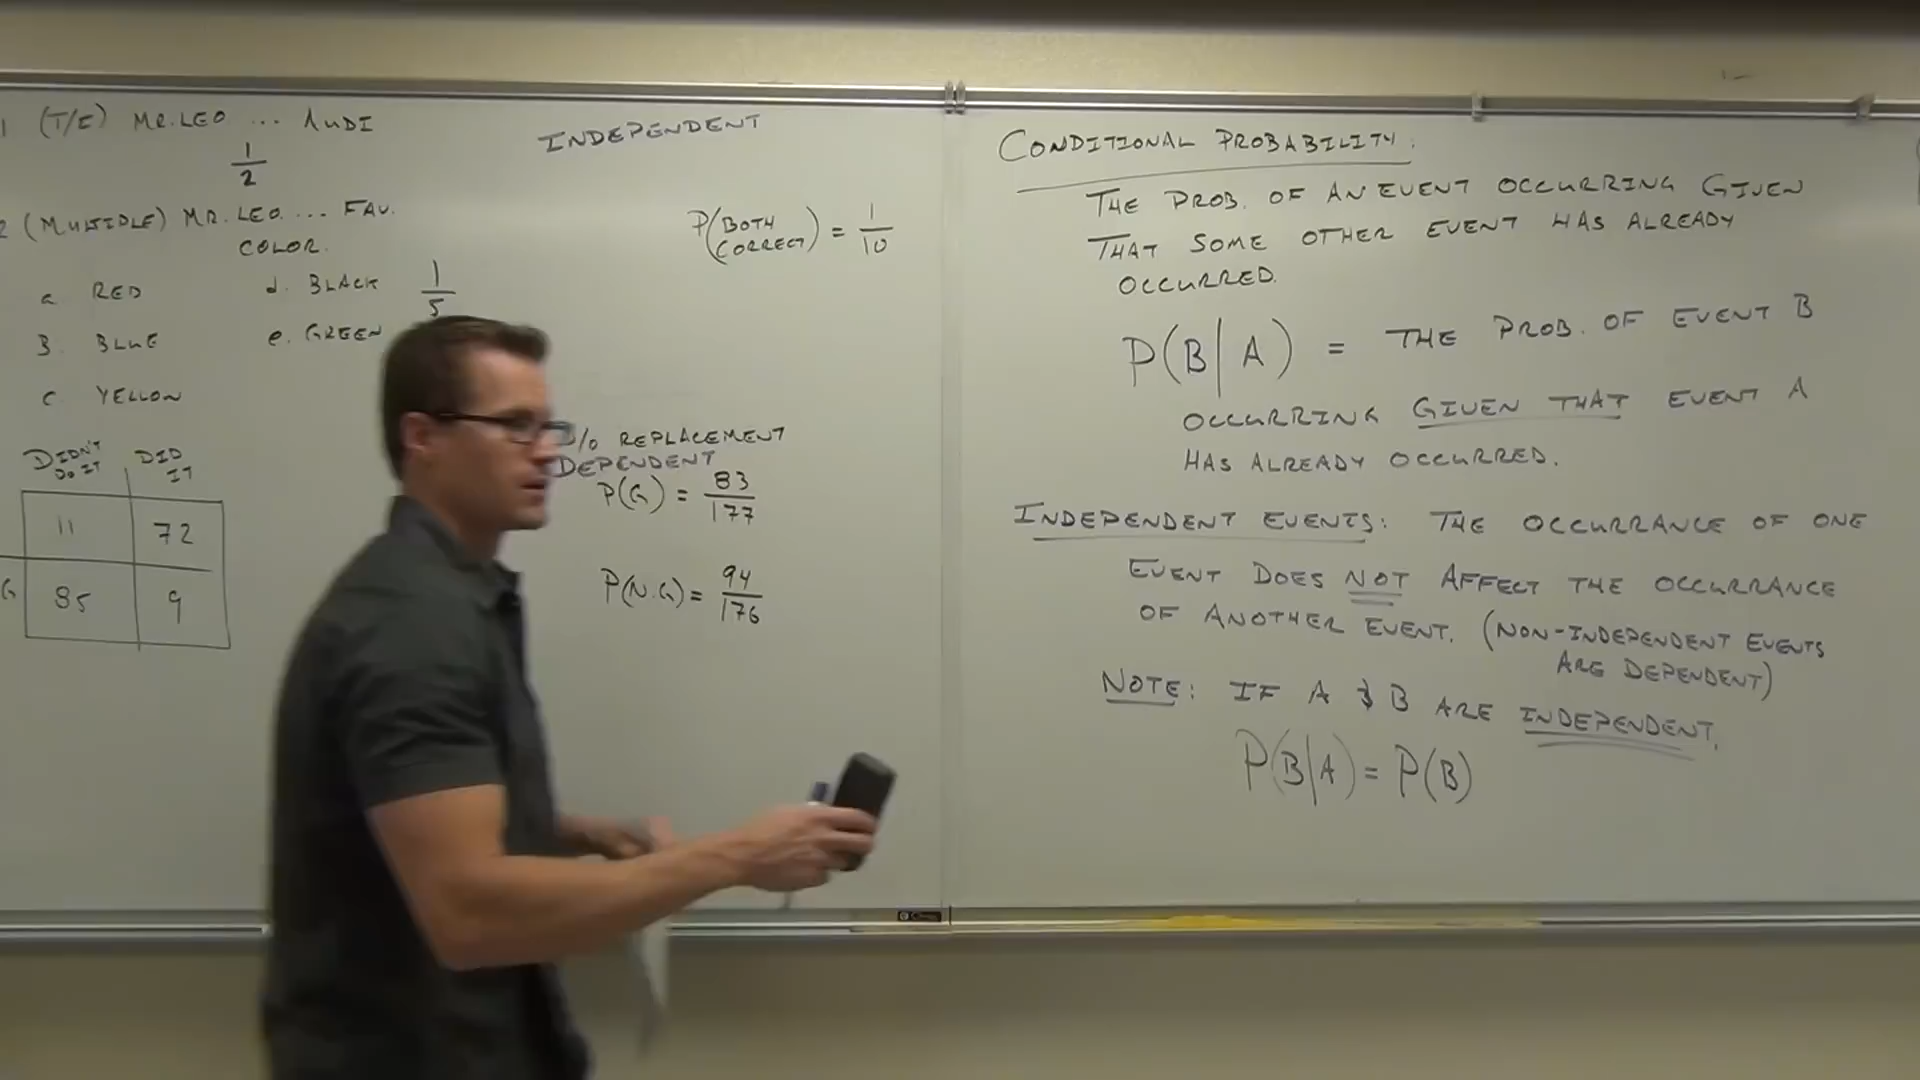 1 (T/F) MR. LEO ... AUDI
1/2
2 (MULTIPLE) MR. LEO ... FAV.
COLOR.
a RED
d. BLACK
1/5
B. BLUE
e. GREEN
C YELLOW
DIDN'T DO IT
DID IT
11 72
G 85 9
INDEPENDENT
P(BOTH CORRECT) = 1/10
W/O REPLACEMENT
DEPENDENT
P(G) = 83/177
P(N.G) = 94/176
CONDITIONAL PROBABILITY:
THE PROB. OF AN EVENT OCCURRING GIVEN
THAT SOME OTHER EVENT HAS ALREADY
OCCURRED.
P(B|A) = THE PROB. OF EVENT B
OCCURRING GIVEN THAT EVENT A
HAS ALREADY OCCURRED.
INDEPENDENT EVENTS: THE OCCURRANCE OF ONE
EVENT DOES NOT AFFECT THE OCCURRANCE
OF ANOTHER EVENT. (NON-INDEPENDENT EVENTS
ARE DEPENDENT)
NOTE: IF A & B ARE INDEPENDENT,
P(B|A) = P(B)